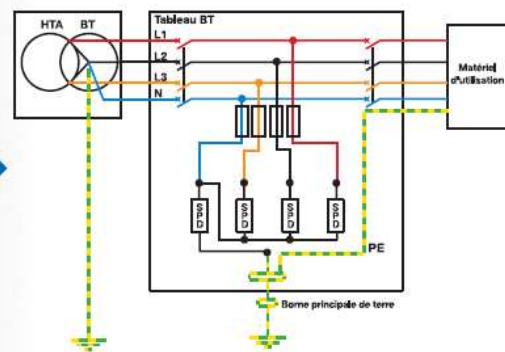 HTA BT
Tableau BT
L1
L2
L3
N
Matériel
d'utilisation
SPD SPD SPD SPD
PE
Borne principale de terre